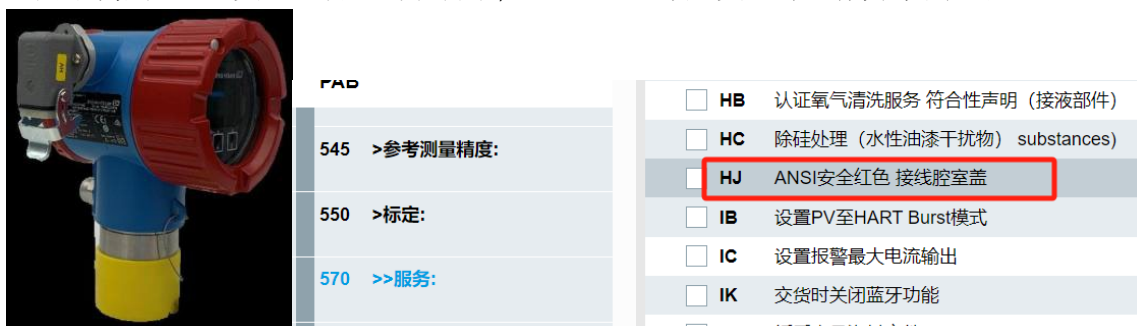 PAB
545 >参考测量精度:
550 >标定:
570 >>服务:
HB 认证氧气清洗服务 符合性声明（接液部件）
HC 除硅处理（水性油漆干扰物） substances)
HJ ANSI安全红色 接线腔室盖
IB 设置PV至HART Burst模式
IC 设置报警最大电流输出
IK 交货时关闭蓝牙功能